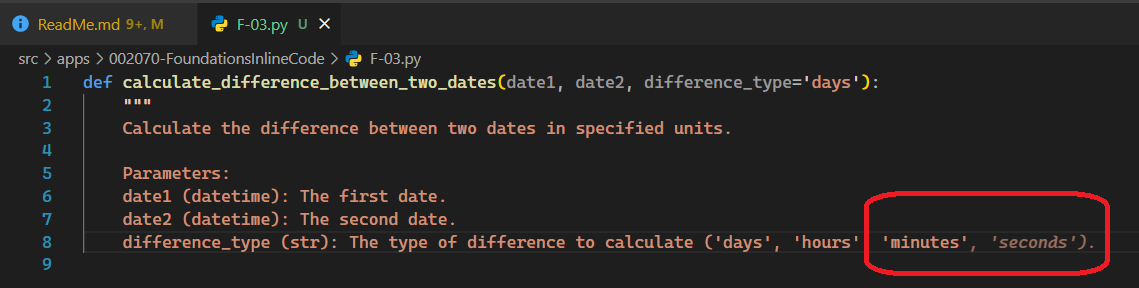 ReadMe.md 9+, M F-03.py U
src > apps > 002070-FoundationsInlineCode > F-03.py
1 def calculate_difference_between_two_dates(date1, date2, difference_type='days'):
2 """
3 Calculate the difference between two dates in specified units.
4
5 Parameters:
6 date1 (datetime): The first date.
7 date2 (datetime): The second date.
8 difference_type (str): The type of difference to calculate ('days', 'hours' 'minutes', 'seconds').
9